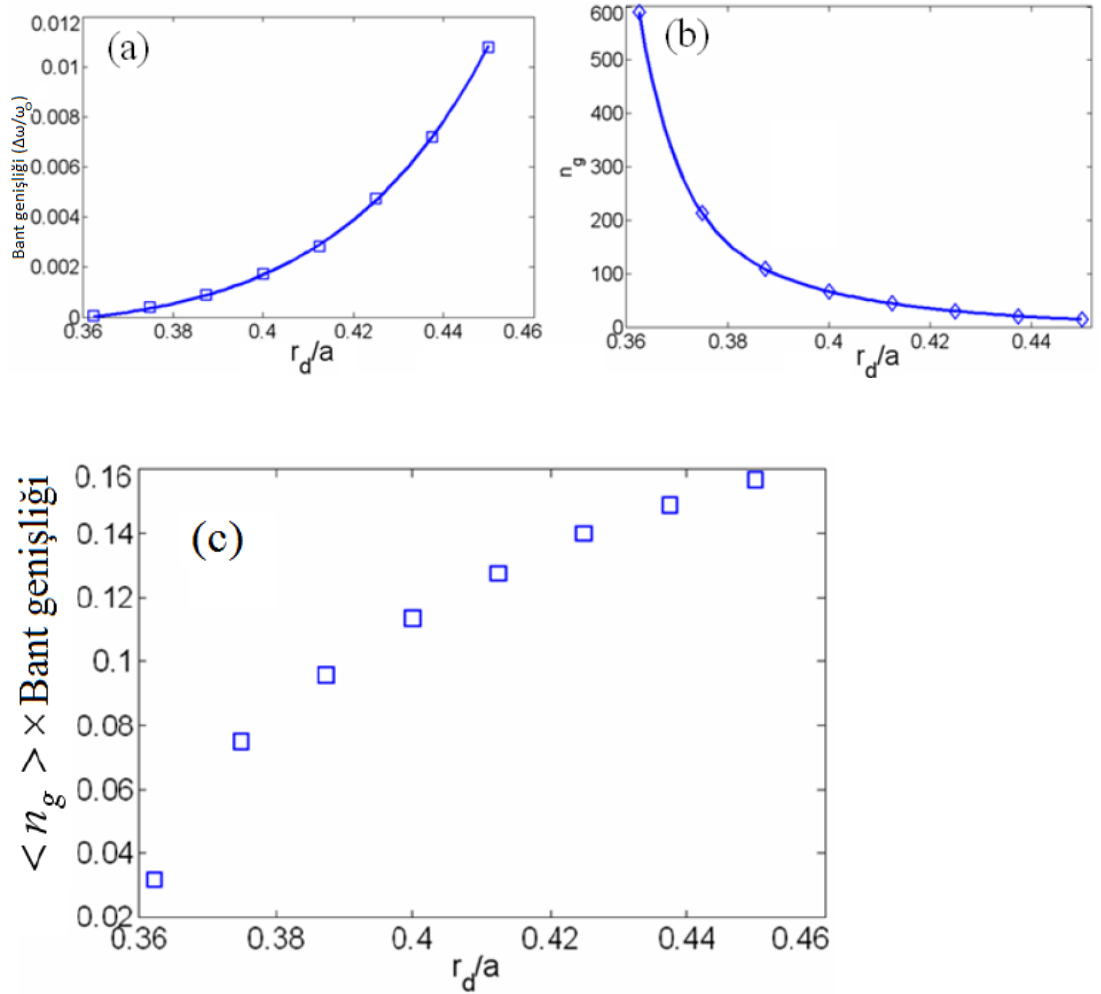 (a)
Bant genişliği (Δω/ω₀)
0.012
0.01
0.008
0.006
0.004
0.002
0
0.36 0.38 0.4 0.42 0.44 0.46
r_d/a
(b)
n_g
600
500
400
300
200
100
0
0.36 0.38 0.4 0.42 0.44
r_d/a
(c)
< n_g > × Bant genişliği
0.16
0.14
0.12
0.1
0.08
0.06
0.04
0.02
0.36 0.38 0.4 0.42 0.44 0.46
r_d/a